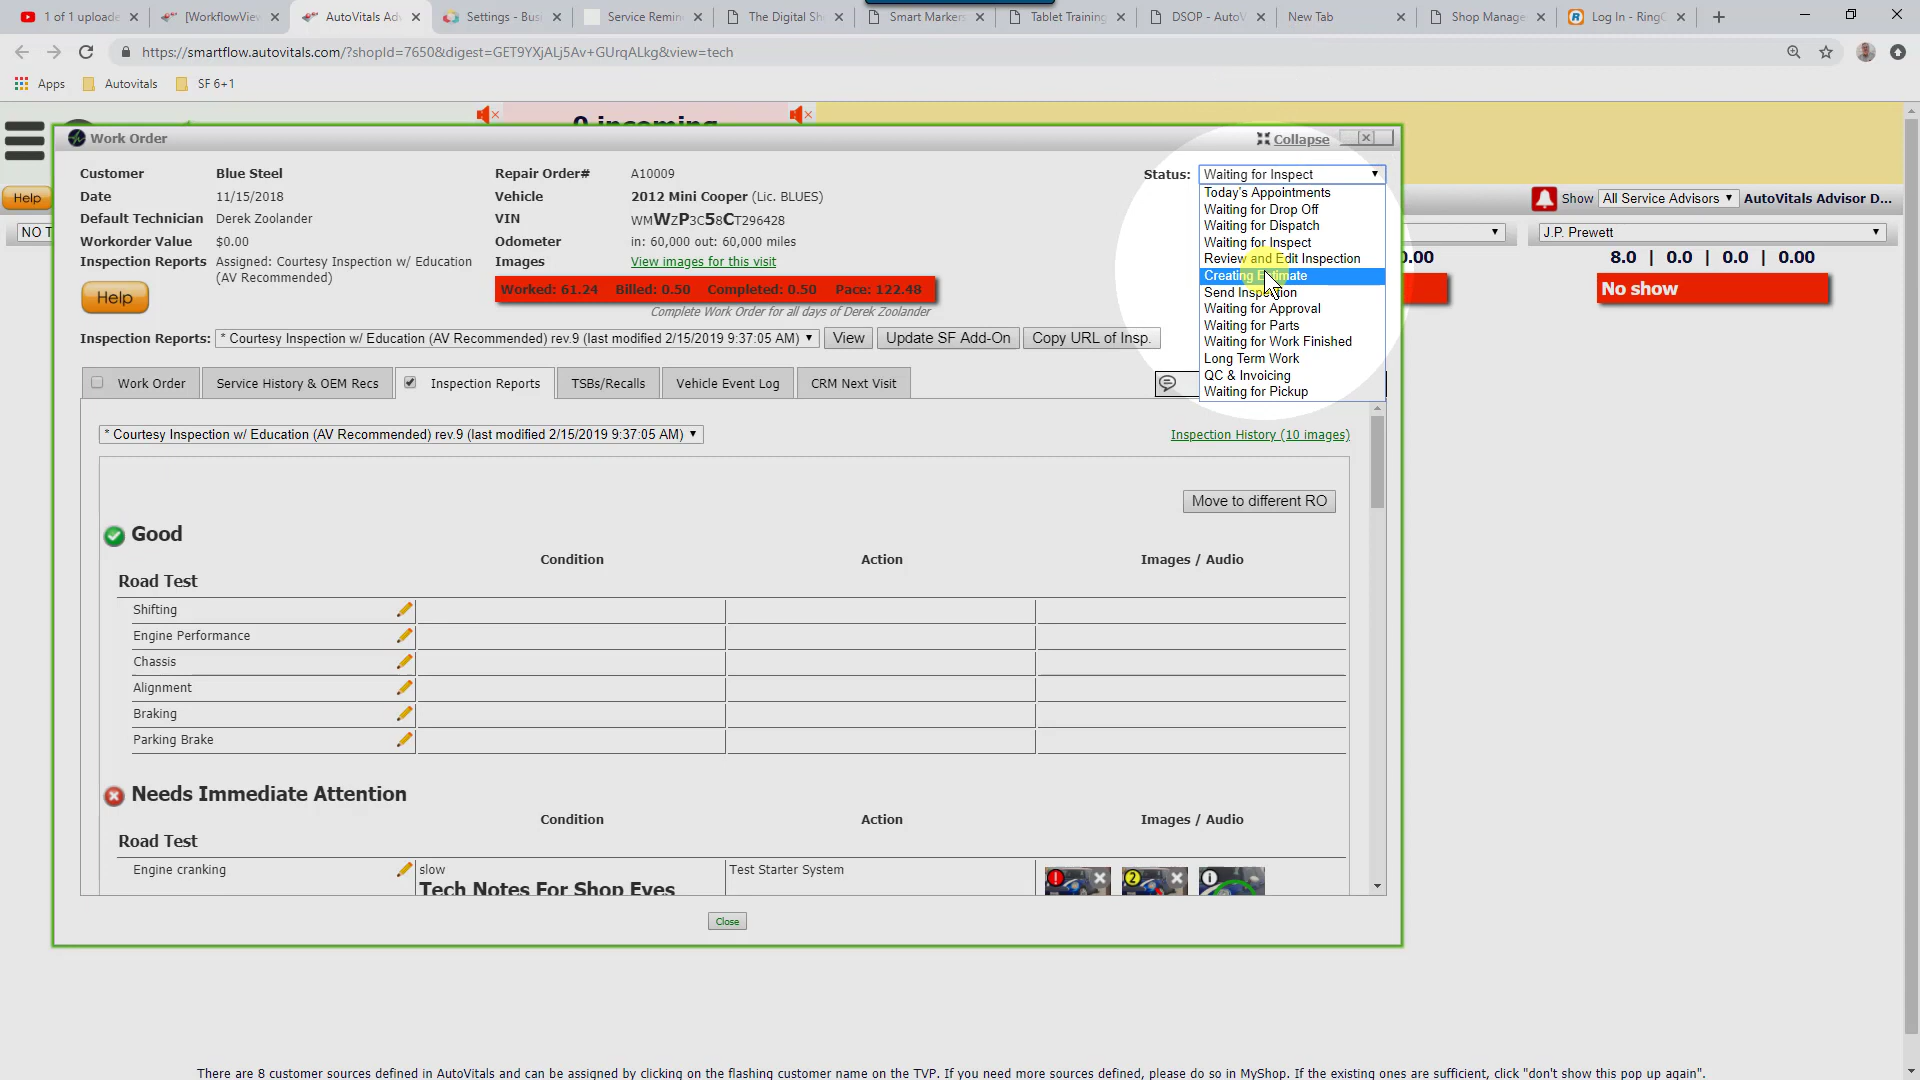 1 of 1 uploade
[WorkflowView
AutoVitals Adv
Settings - Busi
Service Remin
The Digital Sh
Smart Markers
Tablet Training
DSOP - AutoV
New Tab
Shop Manage
Log In - RingC
https://smartflow.autovitals.com/?shopId=7650&digest=GET9YXjALj5Av+GUrqALkg&view=tech
Apps
Autovitals
SF 6+1
0 incoming
Work Order
Collapse
Customer Blue Steel
Repair Order# A10009
Status: Waiting for Inspect
Date 11/15/2018
Vehicle 2012 Mini Cooper (Lic. BLUES)
Default Technician Derek Zoolander
VIN WMWZP3C58CT296428
Workorder Value $0.00
Odometer in: 60,000 out: 60,000 miles
Inspection Reports Assigned: Courtesy Inspection w/ Education
(AV Recommended)
Images View images for this visit
Today's Appointments
Waiting for Drop Off
Waiting for Dispatch
Waiting for Inspect
Review and Edit Inspection
Creating Estimate
Send Inspection
Waiting for Approval
Waiting for Parts
Waiting for Work Finished
Long Term Work
QC & Invoicing
Waiting for Pickup
Help
Show All Service Advisors AutoVitals Advisor D...
NO T
J.P. Prewett
0.00
8.0 | 0.0 | 0.0 | 0.00
No show
Help
Worked: 61.24 Billed: 0.50 Completed: 0.50 Pace: 122.48
Complete Work Order for all days of Derek Zoolander
Inspection Reports: * Courtesy Inspection w/ Education (AV Recommended) rev.9 (last modified 2/15/2019 9:37:05 AM)
View
Update SF Add-On
Copy URL of Insp.
Work Order
Service History & OEM Recs
Inspection Reports
TSBs/Recalls
Vehicle Event Log
CRM Next Visit
* Courtesy Inspection w/ Education (AV Recommended) rev.9 (last modified 2/15/2019 9:37:05 AM)
Inspection History (10 images)
Move to different RO
Good
Condition Action Images / Audio
Road Test
Shifting
Engine Performance
Chassis
Alignment
Braking
Parking Brake
Needs Immediate Attention
Condition Action Images / Audio
Road Test
Engine cranking slow Test Starter System
Tech Notes For Shop Eyes
! 2 i
Close
There are 8 customer sources defined in AutoVitals and can be assigned by clicking on the flashing customer name on the TVP. If you need more sources defined, please do so in MyShop. If the existing ones are sufficient, click "don't show this pop up again".